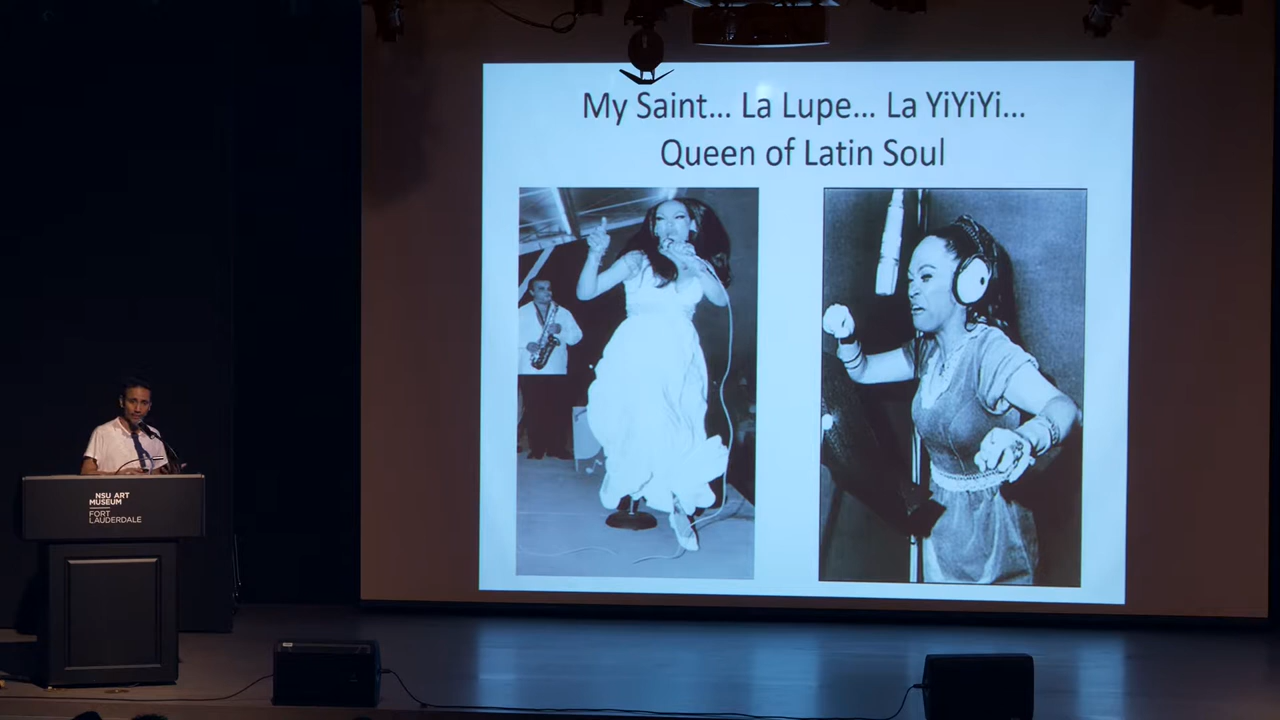 My Saint... La Lupe... La YiYiYi...
Queen of Latin Soul
NSU ART
MUSEUM
FORT
LAUDERDALE